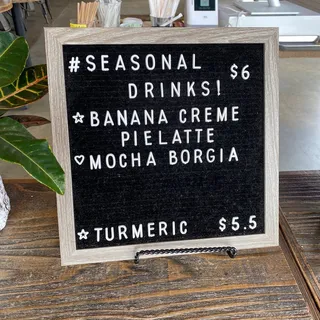 #SEASONAL $6
DRINKS!
☆BANANA CREME
PIELATTE
♡MOCHA BORGIA
☆TURMERIC $5.5